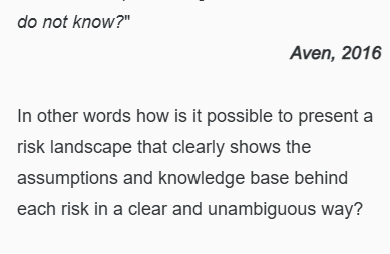 do not know?"
Aven, 2016
In other words how is it possible to present a
risk landscape that clearly shows the
assumptions and knowledge base behind
each risk in a clear and unambiguous way?